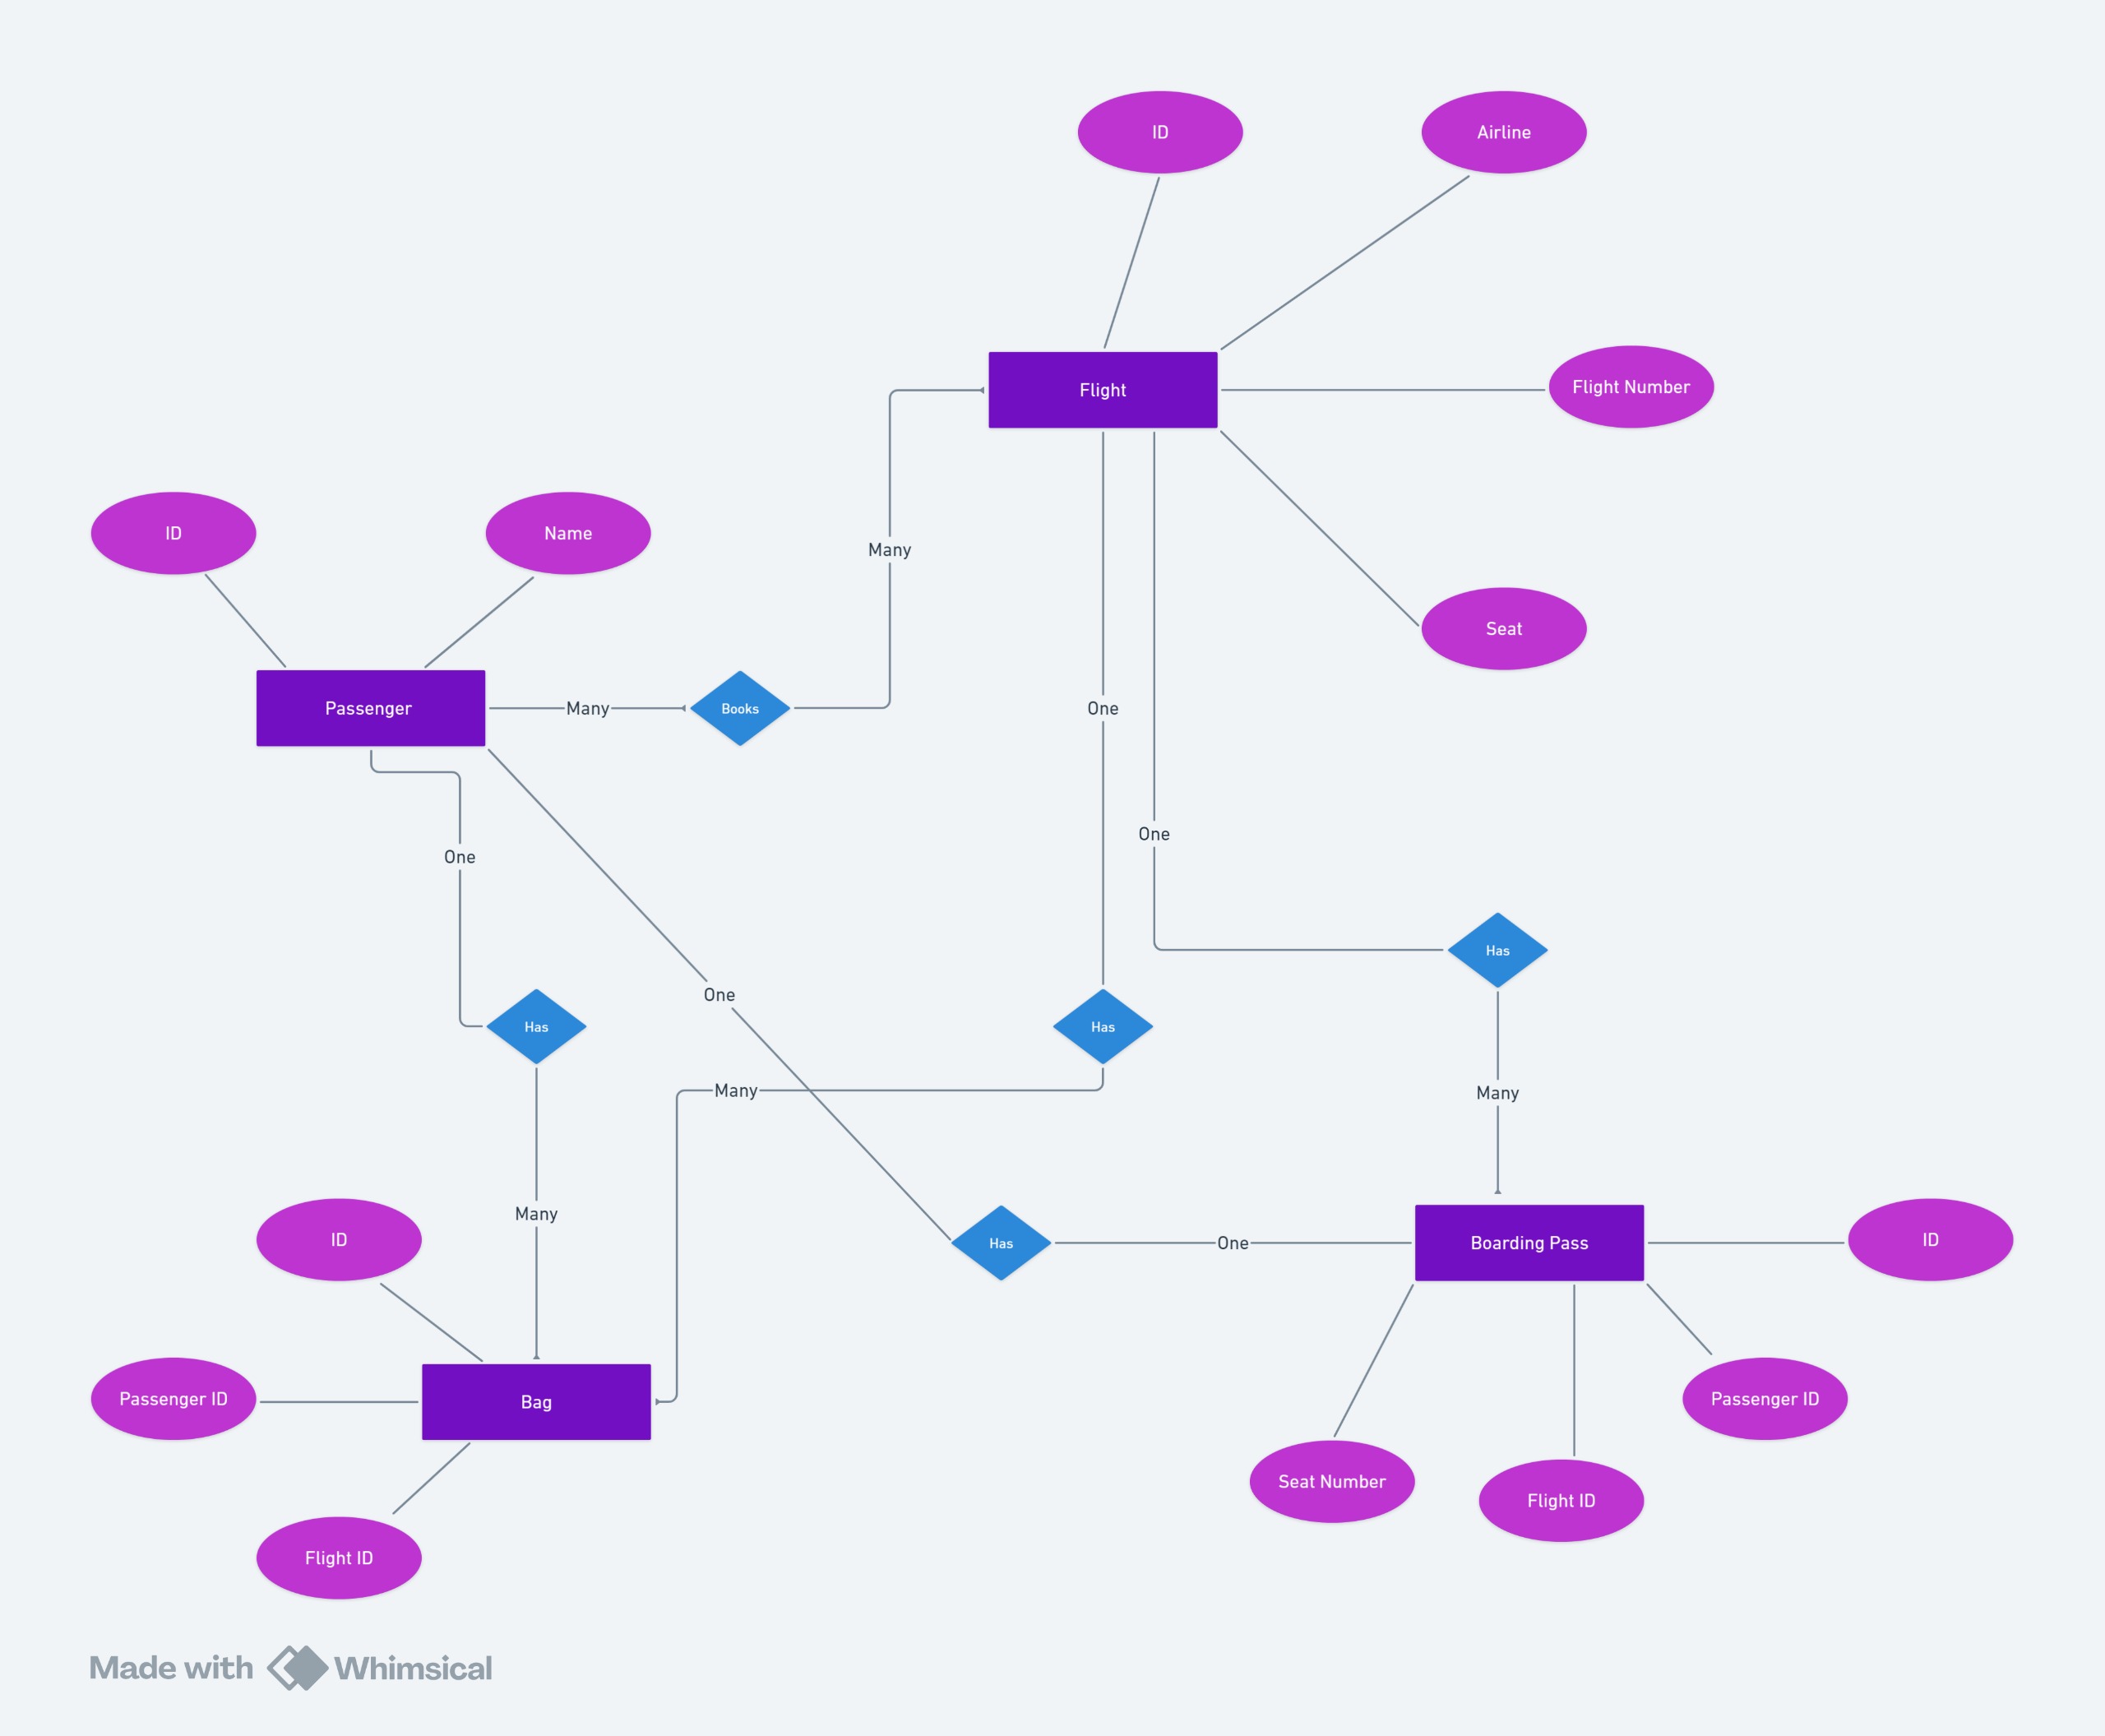 ID
Airline
Flight
Flight Number
Many
ID
Name
Seat
Passenger
Many
Books
One
One
One
Has
One
Has
Has
Many
Many
Many
ID
Has
One
Boarding Pass
ID
Passenger ID
Bag
Passenger ID
Seat Number
Flight ID
Flight ID
Made with Whimsical